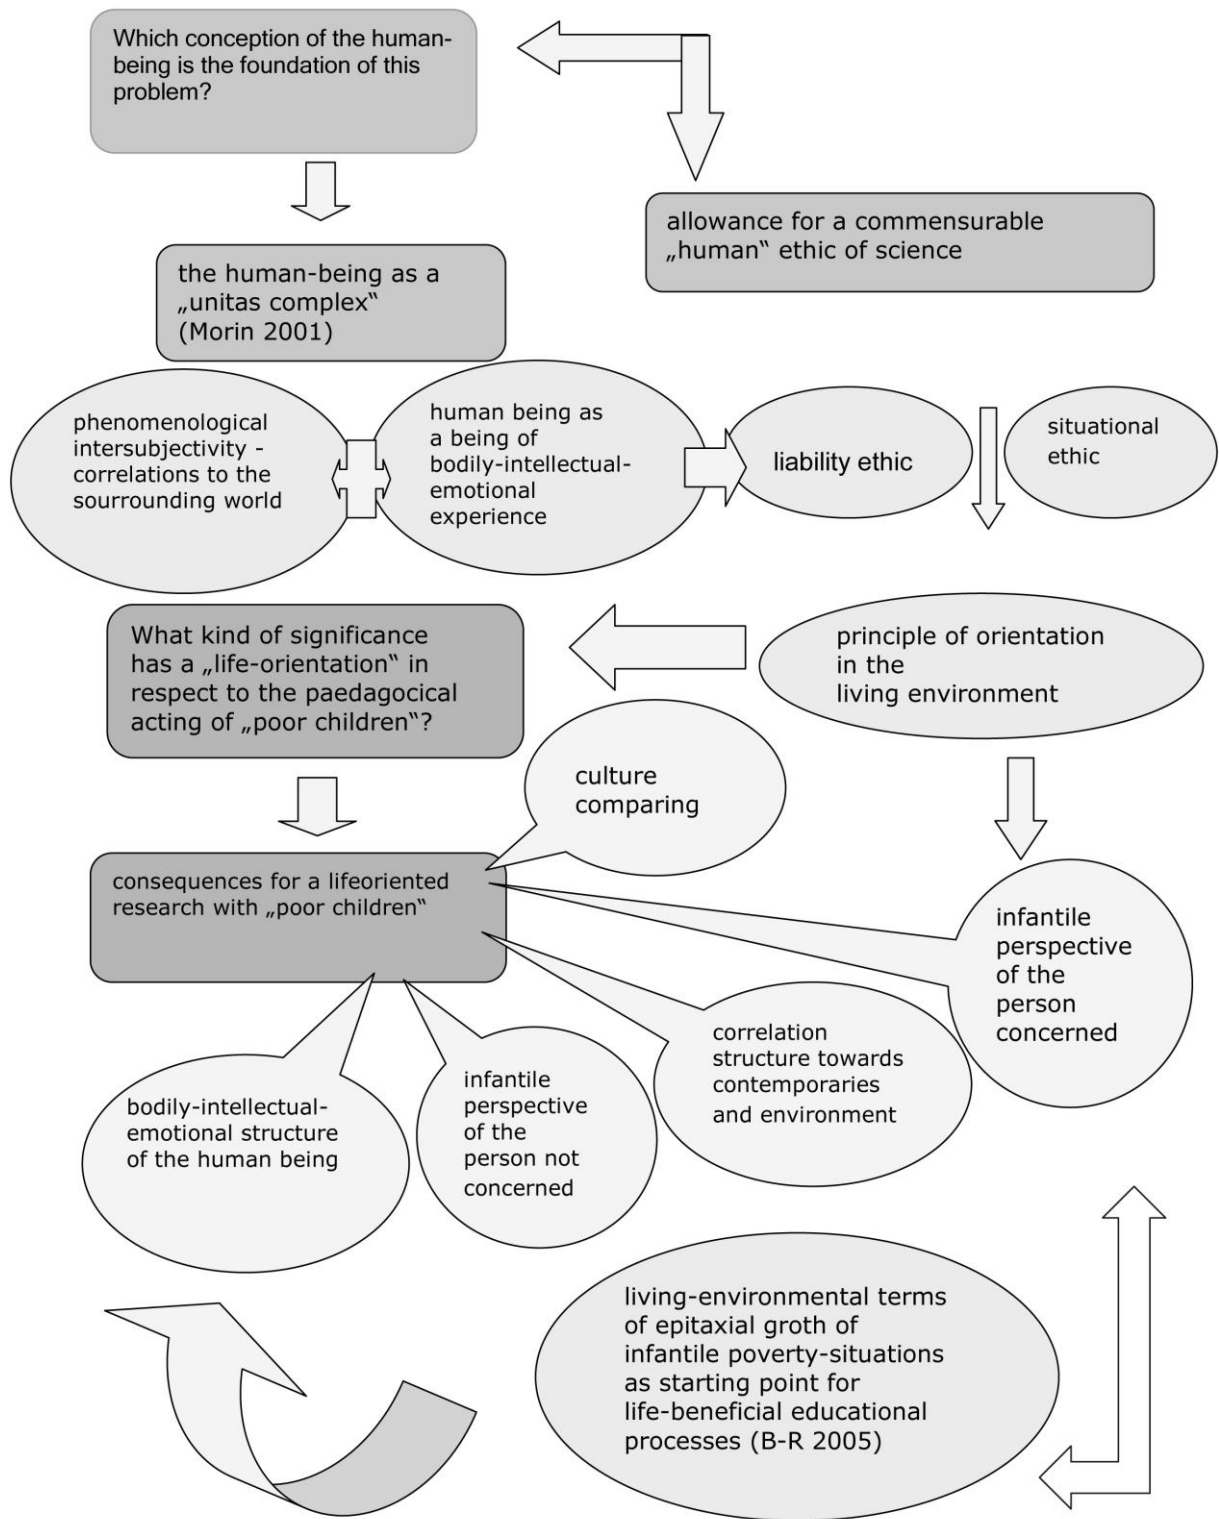 Which conception of the human-
being is the foundation of this
problem?
allowance for a commensurable
„human“ ethic of science
the human-being as a
„unitas complex“
(Morin 2001)
phenomenological
intersubjectivity -
correlations to the
sourrounding world
human being as
a being of
bodily-intellectual-
emotional
experience
liability ethic
situational
ethic
What kind of significance
has a „life-orientation“ in
respect to the paedagocical
acting of „poor children“?
principle of orientation
in the
living environment
culture
comparing
consequences for a lifeoriented
research with „poor children“
infantile
perspective
of the
person
concerned
correlation
structure towards
contemporaries
and environment
infantile
perspective
of the
person not
concerned
bodily-intellectual-
emotional structure
of the human being
living-environmental terms
of epitaxial groth of
infantile poverty-situations
as starting point for
life-beneficial educational
processes (B-R 2005)